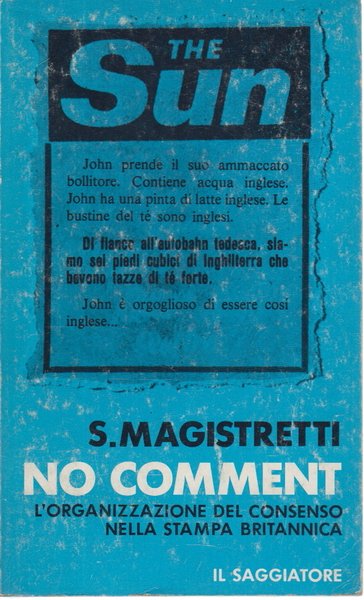 THE
Sun
John prende il suo ammaccato
bollitore. Contiene acqua inglese.
John ha una pinta di latte inglese. Le
bustine del tè sono inglesi.
Di fianco all'autobahn tedesca, sia-
mo sei piedi cubici di Inghilterra che
bevono tazze di tè forte.
John è orgoglioso di essere così
inglese...
S.MAGISTRETTI
NO COMMENT
L'ORGANIZZAZIONE DEL CONSENSO
NELLA STAMPA BRITANNICA
IL SAGGIATORE